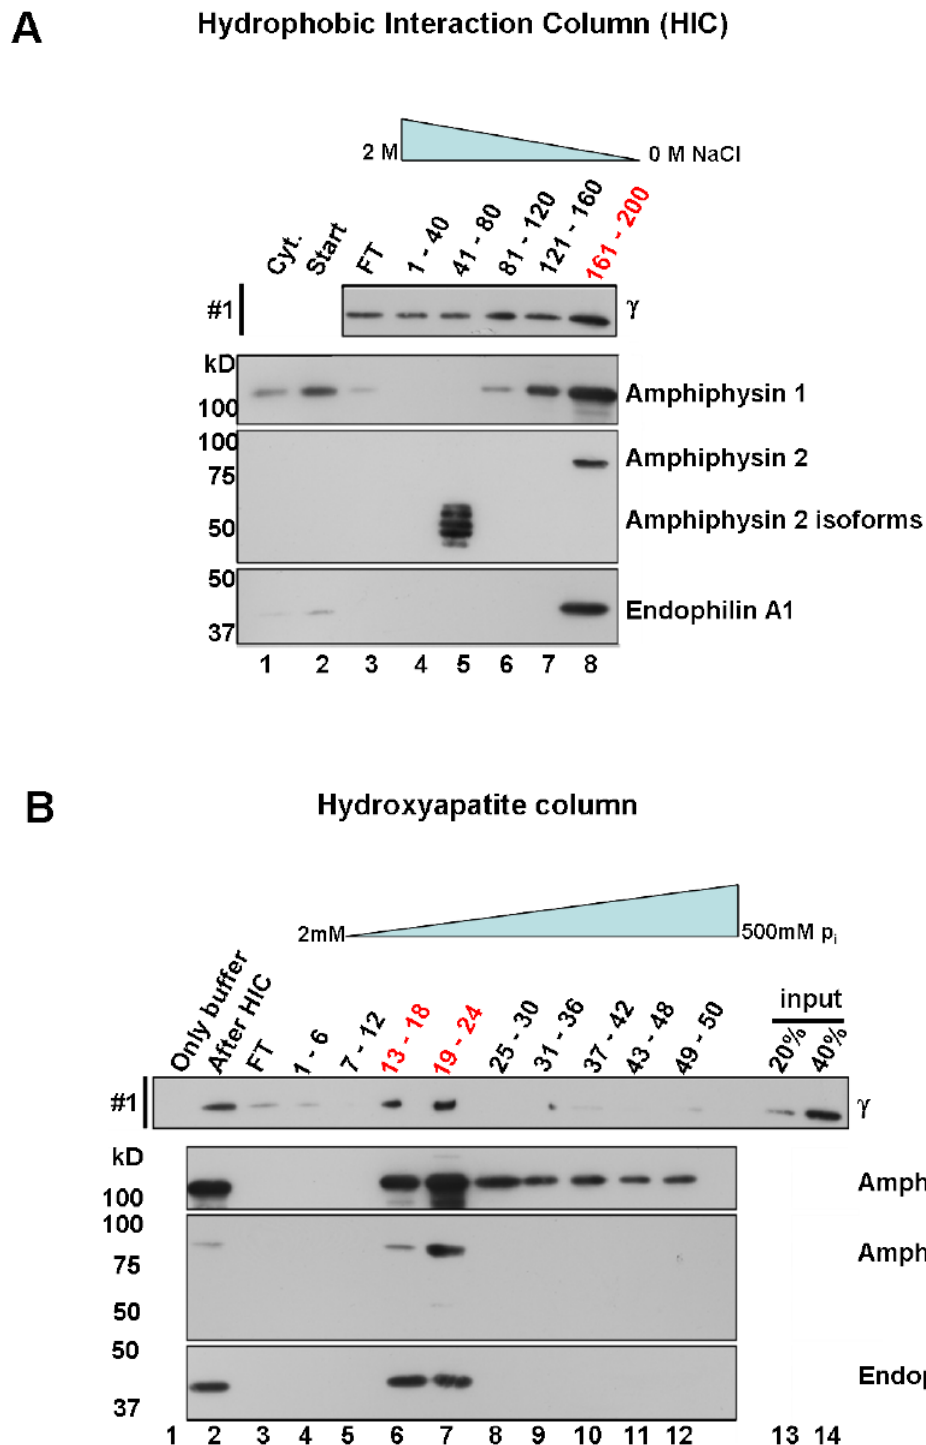 A
Hydrophobic Interaction Column (HIC)
2 M
0 M NaCl
Cyt.
Start
FT
1 - 40
41 - 80
81 - 120
121 - 160
161 - 200
#1
γ
kD
100
Amphiphysin 1
100
75
50
Amphiphysin 2
Amphiphysin 2 isoforms
50
37
Endophilin A1
1 2 3 4 5 6 7 8
B
Hydroxyapatite column
2mM
500mM pi
Only buffer
After HIC
FT
1 - 6
7 - 12
13 - 18
19 - 24
25 - 30
31 - 36
37 - 42
43 - 48
49 - 50
input
20%
40%
#1
γ
kD
100
Amph
100
75
50
Amph
50
37
Endop
1 2 3 4 5 6 7 8 9 10 11 12 13 14